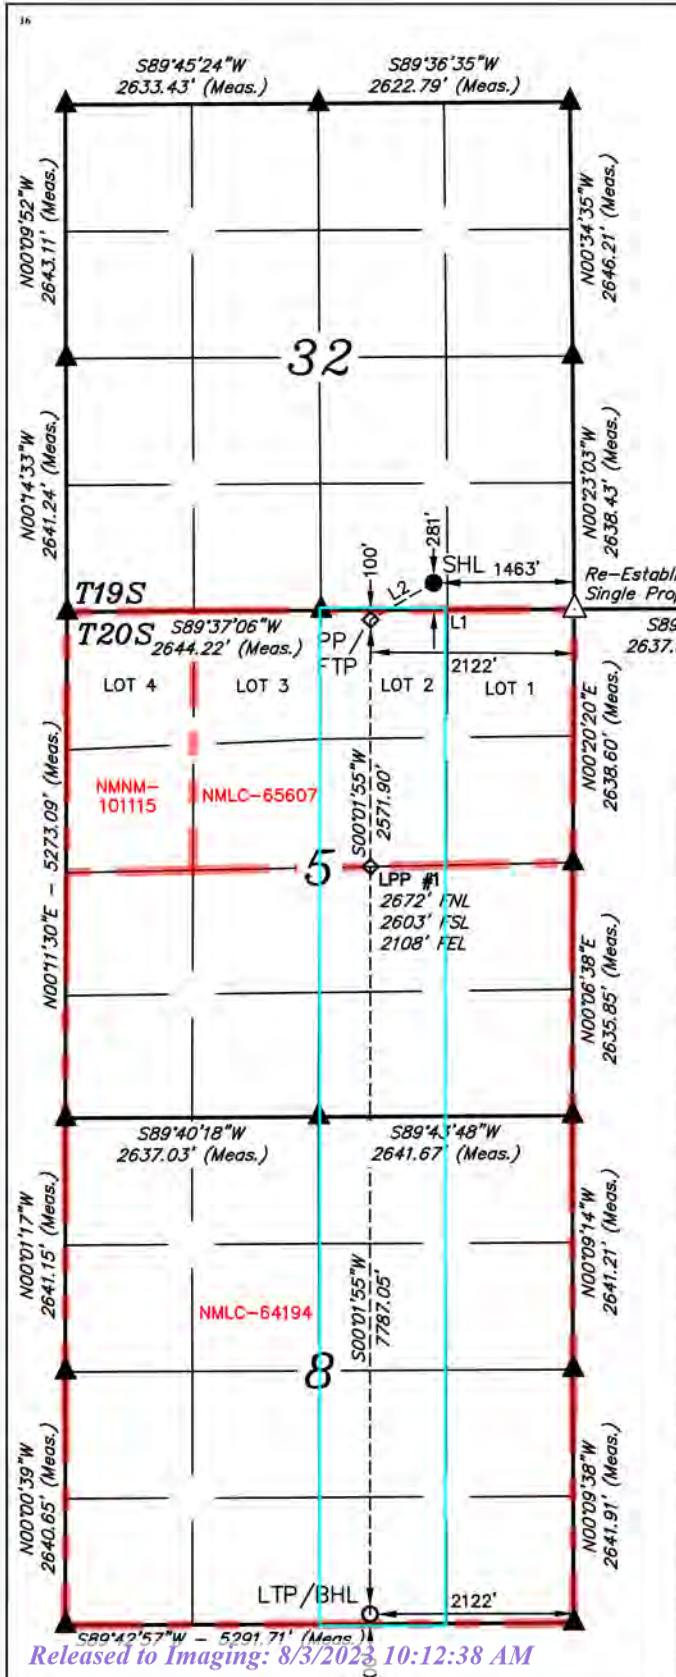 16
S89°45'24"W
2633.43' (Meas.)
S89°36'35"W
2622.79' (Meas.)
N00°09'52"W
2643.11' (Meas.)
N00°34'35"W
2646.21' (Meas.)
32
N00°14'33"W
2641.24' (Meas.)
N00°23'03"W
2638.43' (Meas.)
100'
281'
L2
SHL 1463'
T19S
T20S
S89°37'06"W
2644.22' (Meas.)
PP/
FTP
L1
2122'
S89
2637.
LOT 4
LOT 3
LOT 2
LOT 1
N00°20'20"E
2638.60' (Meas.)
S00°01'55"W
2571.90'
NMNM-
101115
NMLC-65607
N00°11'30"E - 5273.09' (Meas.)
5
LPP #1
2672' FNL
2603' FSL
2108' FEL
N00°06'38"E
2635.85' (Meas.)
S89°40'18"W
2637.03' (Meas.)
S89°43'48"W
2641.67' (Meas.)
N00°01'17"W
2641.15' (Meas.)
N00°09'14"W
2641.21' (Meas.)
S00°01'55"W
7787.05'
NMLC-64194
8
N00°00'39"W
2640.65' (Meas.)
N00°09'38"W
2641.91' (Meas.)
LTP/BHL
2122'
S89°42'57"W - 5291.71' (Meas.)
Released to Imaging: 8/3/2023 10:12:38 AM